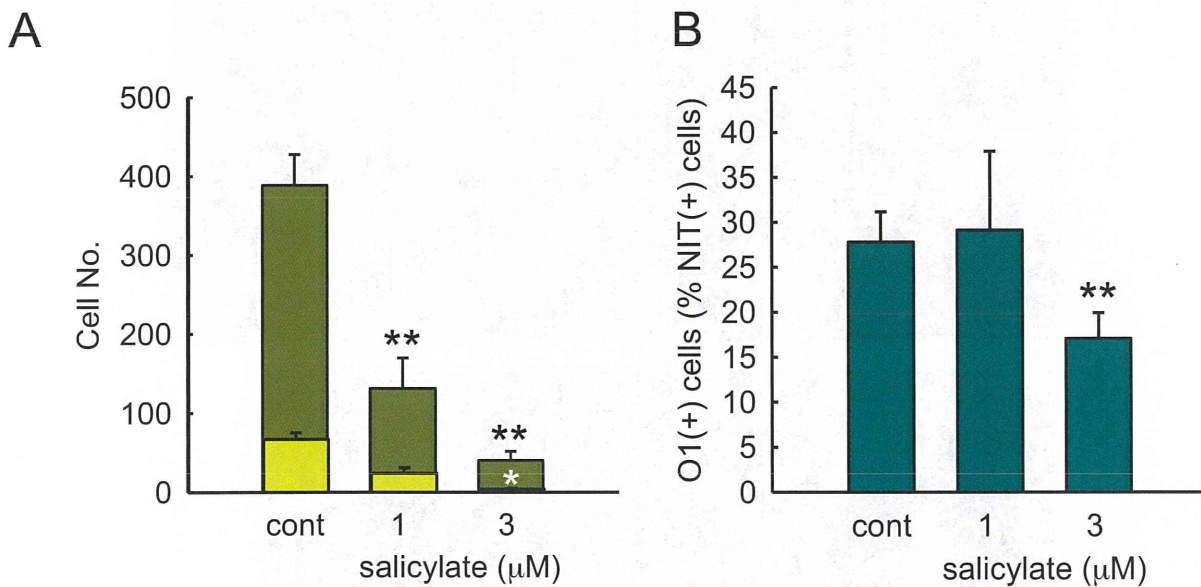 A
500
400
300
200
100
0
Cell No.
**
**
*
cont 1 3
salicylate (μM)
B
45
40
35
30
25
20
15
10
5
0
O1(+) cells (% NIT(+) cells)
**
cont 1 3
salicylate (μM)